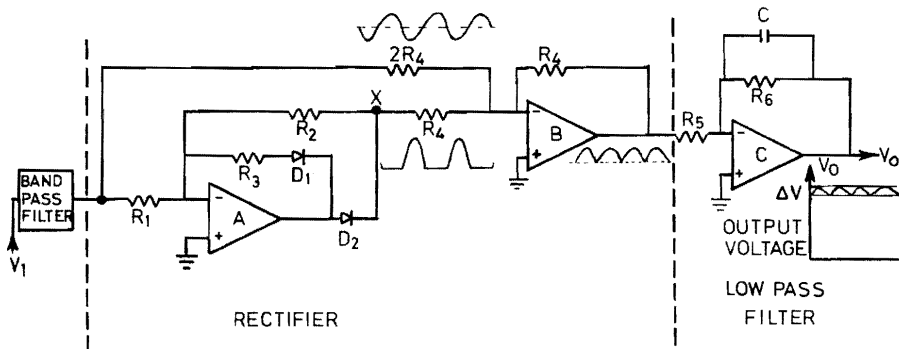 BAND
PASS
FILTER
V1
R1
R2
R3
D1
A
D2
X
2R4
R4
R4
B
R5
C
R6
C
VO
VO
ΔV
OUTPUT
VOLTAGE
RECTIFIER
LOW PASS
FILTER